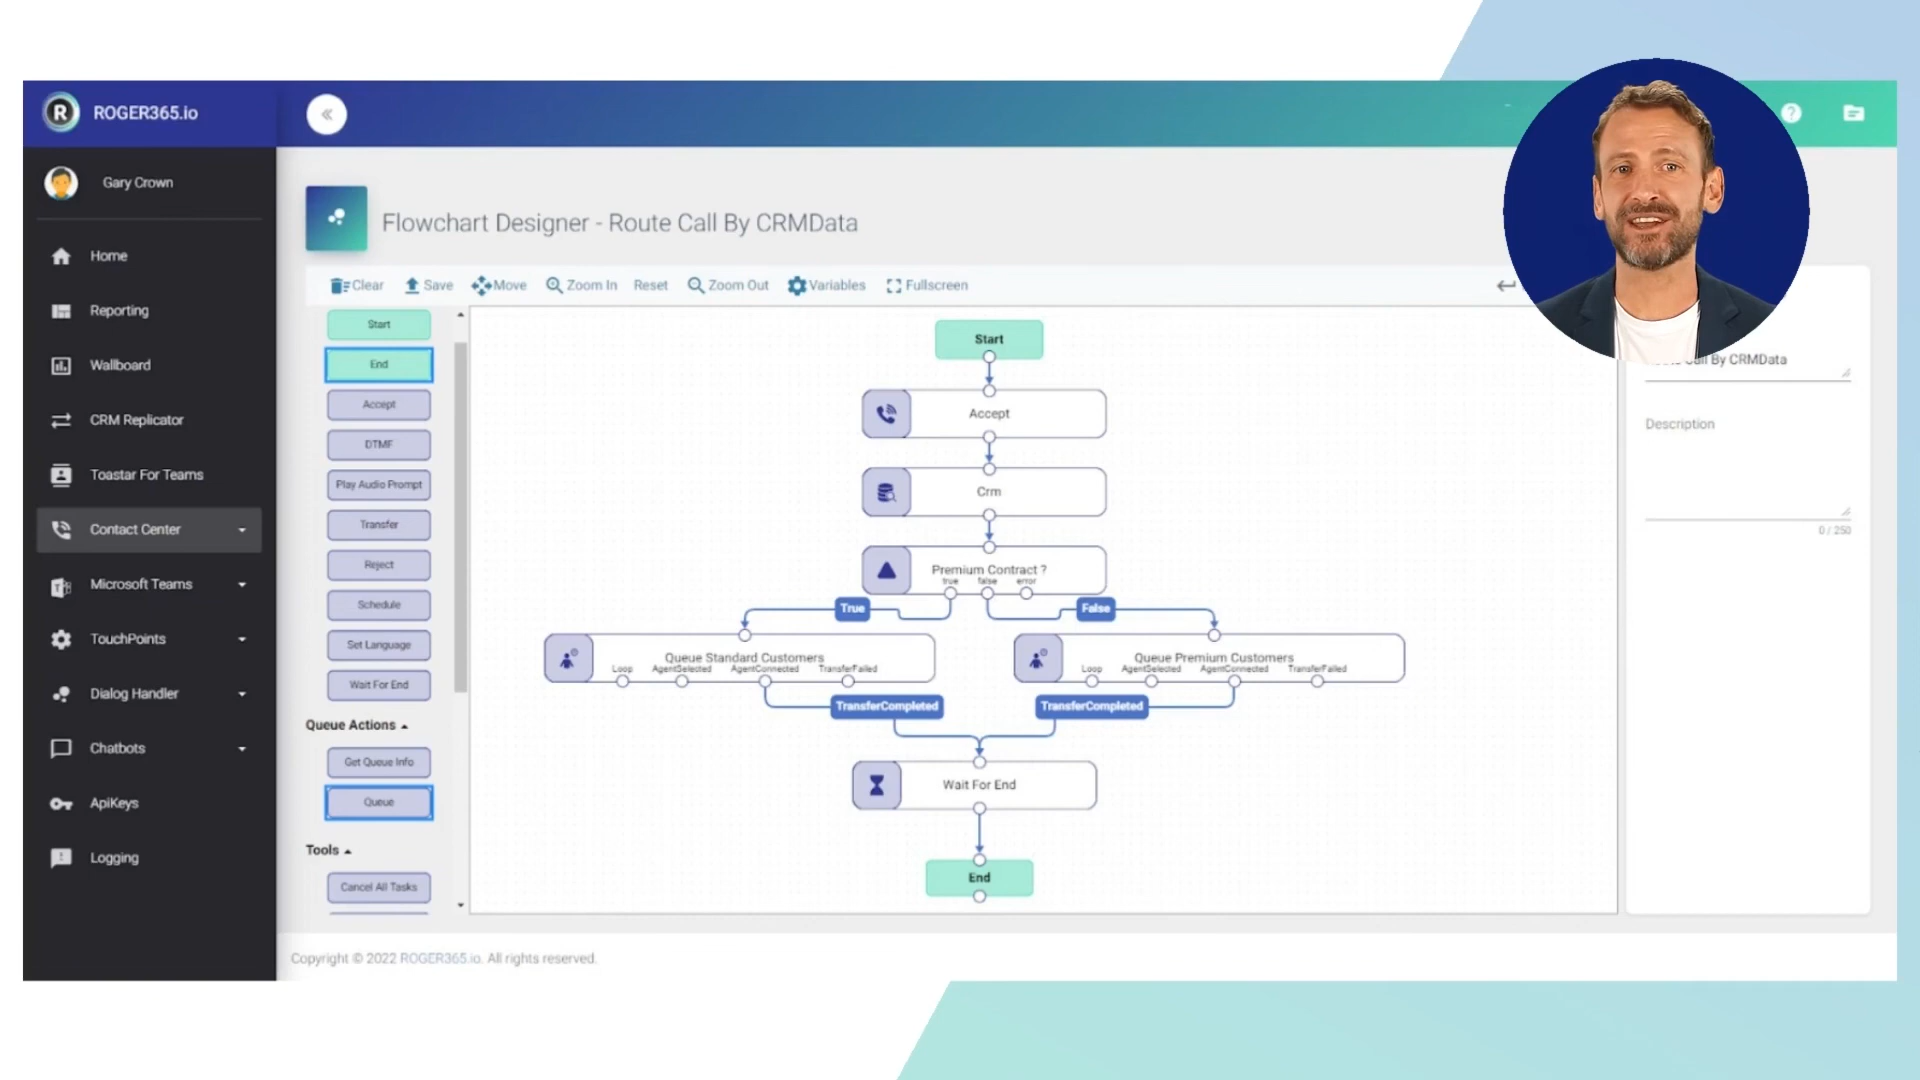 ROGER365.io
Gary Crown
Home
Reporting
Wallboard
CRM Replicator
Toastar For Teams
Contact Center
Microsoft Teams
TouchPoints
Dialog Handler
Chatbots
ApiKeys
Logging
Flowchart Designer - Route Call By CRMData
Clear Save Move Zoom In Reset Zoom Out Variables Fullscreen
Start
End
Accept
DTMF
Play Audio Prompt
Transfer
Reject
Schedule
Set Language
Wait For End
Queue Actions
Get Queue Info
Queue
Tools
Cancel All Tasks
Start
Accept
Crm
Premium Contract ?
true false error
True False
Queue Standard Customers
Loop AgentSelected AgentConnected TransferFailed
Queue Premium Customers
Loop AgentSelected AgentConnected TransferFailed
TransferCompleted TransferCompleted
Wait For End
End
By CRMData
Description
0 / 250
Copyright © 2022 ROGER365.io. All rights reserved.